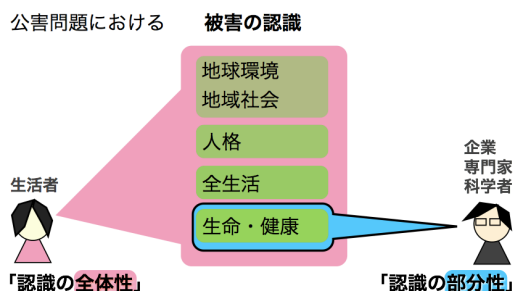 公害問題における 被害の認識
地球環境
地域社会
人格
全生活
生命・健康
生活者
「認識の全体性」
企業
専門家
科学者
「認識の部分性」